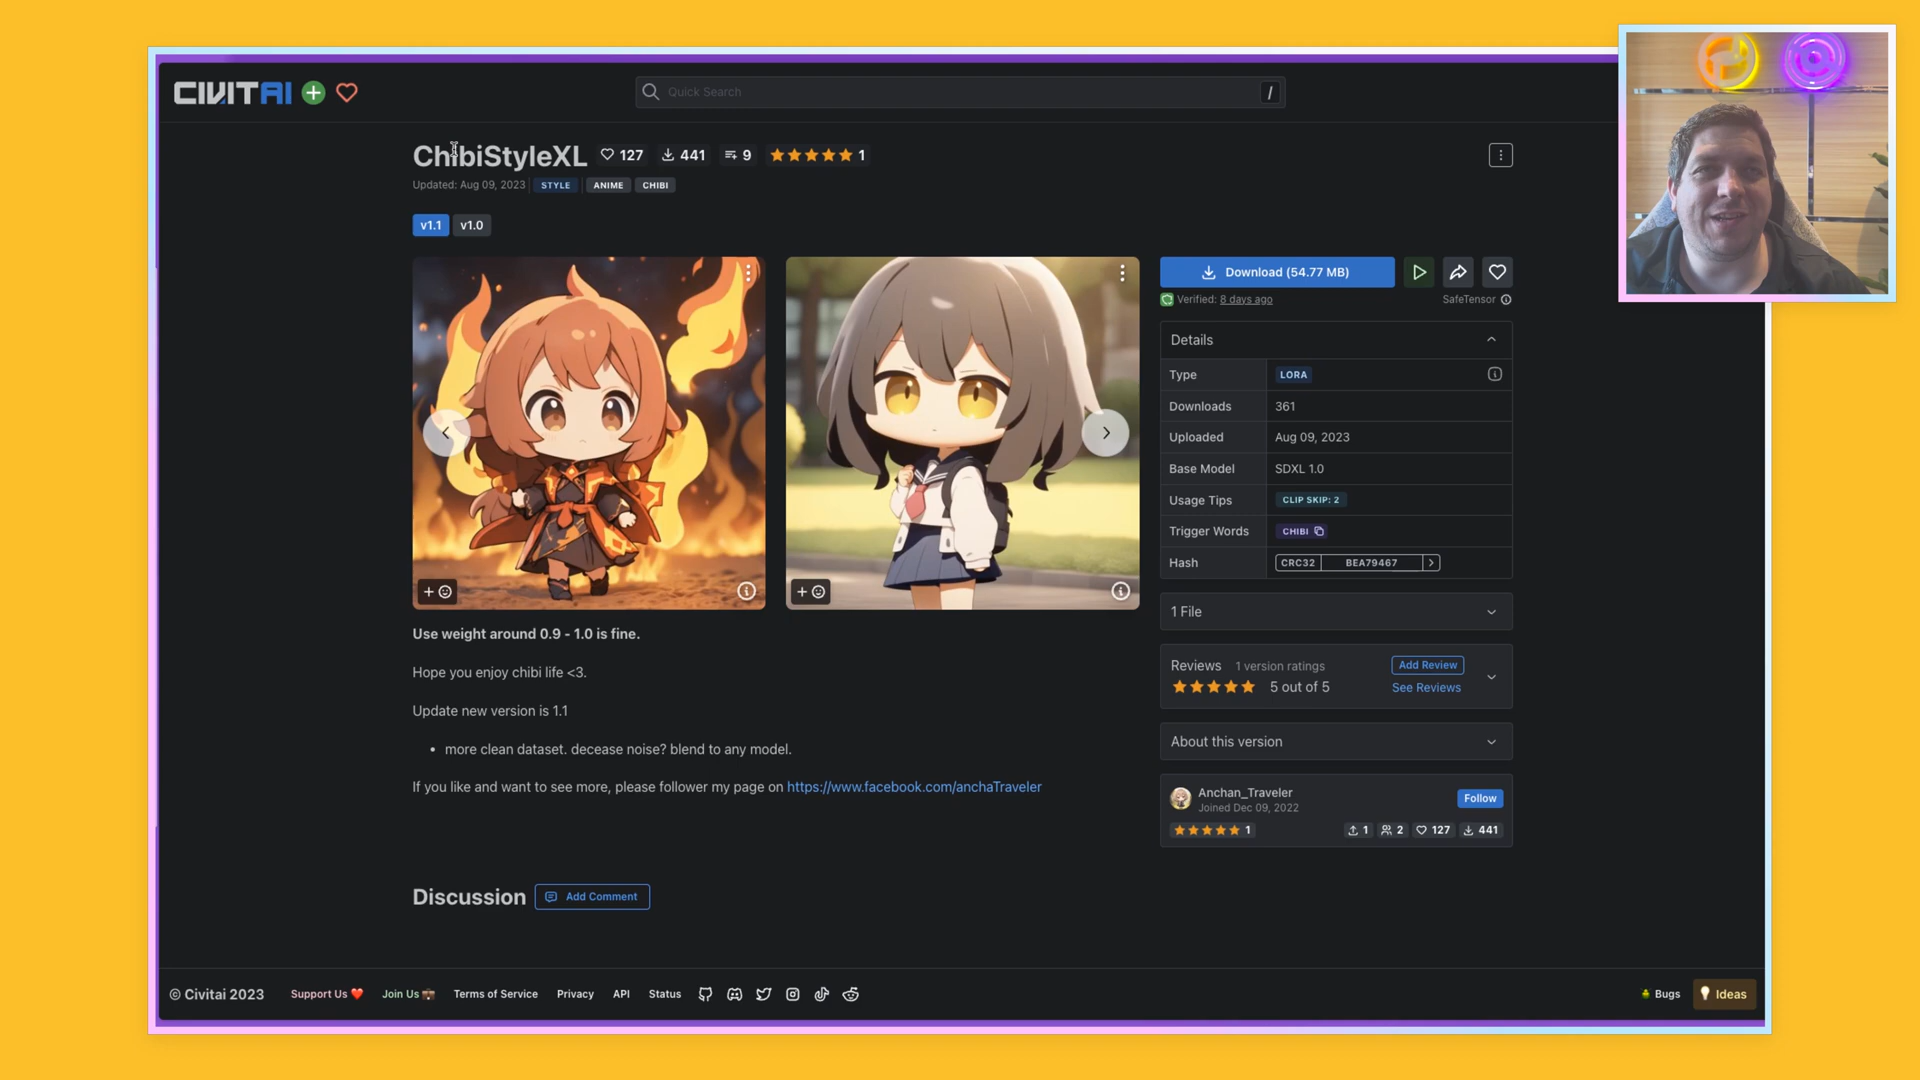 CIVITAI
Quick Search /
ChibiStyleXL 127 441 9 1
Updated: Aug 09, 2023 STYLE ANIME CHIBI
v1.1 v1.0
Download (54.77 MB)
Verified: 8 days ago SafeTensor
Details
Type LORA
Downloads 361
Uploaded Aug 09, 2023
Base Model SDXL 1.0
Usage Tips CLIP SKIP: 2
Trigger Words CHIBI
Hash CRC32 BEA79467
1 File
Reviews 1 version ratings Add Review
5 out of 5 See Reviews
About this version
Anchan_Traveler Follow
Joined Dec 09, 2022
1 1 2 127 441
Use weight around 0.9 - 1.0 is fine.
Hope you enjoy chibi life <3.
Update new version is 1.1
• more clean dataset. decease noise? blend to any model.
If you like and want to see more, please follower my page on https://www.facebook.com/anchaTraveler
Discussion Add Comment
© Civitai 2023 Support Us Join Us Terms of Service Privacy API Status Bugs Ideas